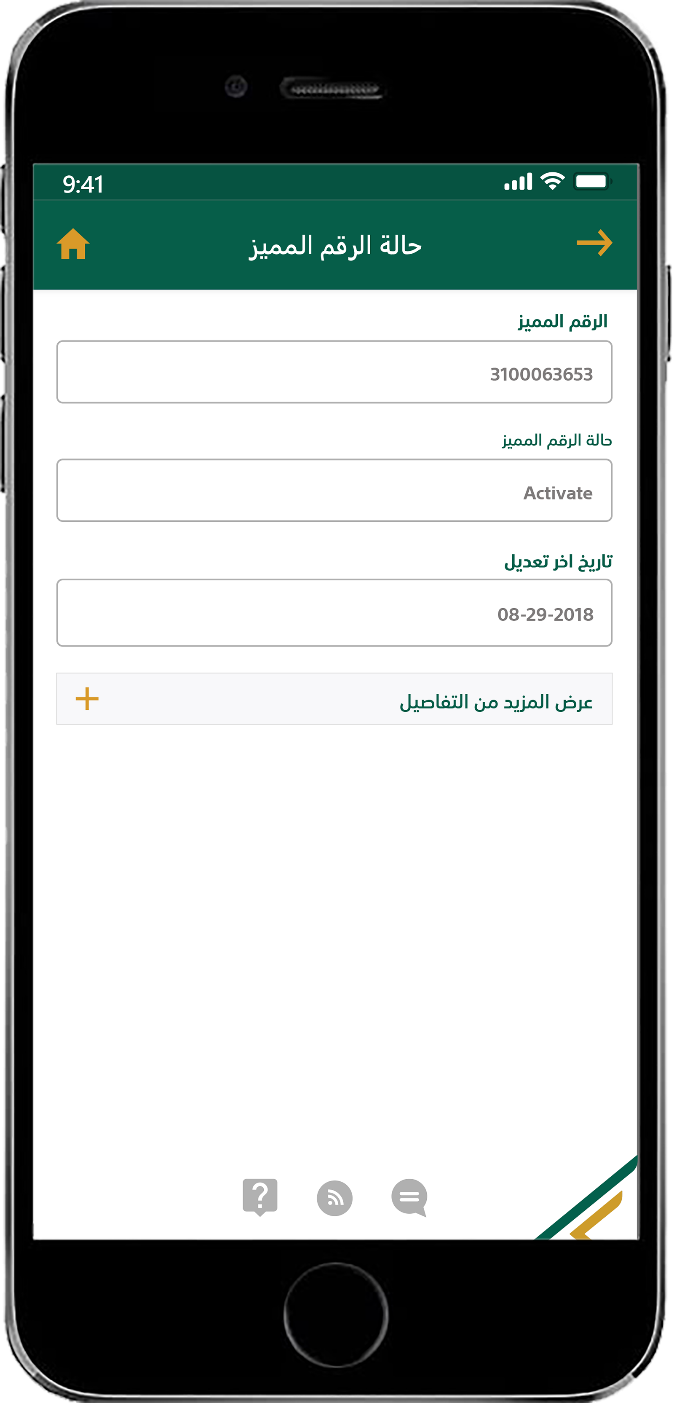 9:41
حالة الرقم المميز
الرقم المميز
3100063653
حالة الرقم المميز
Activate
تاريخ اخر تعديل
08-29-2018
عرض المزيد من التفاصيل